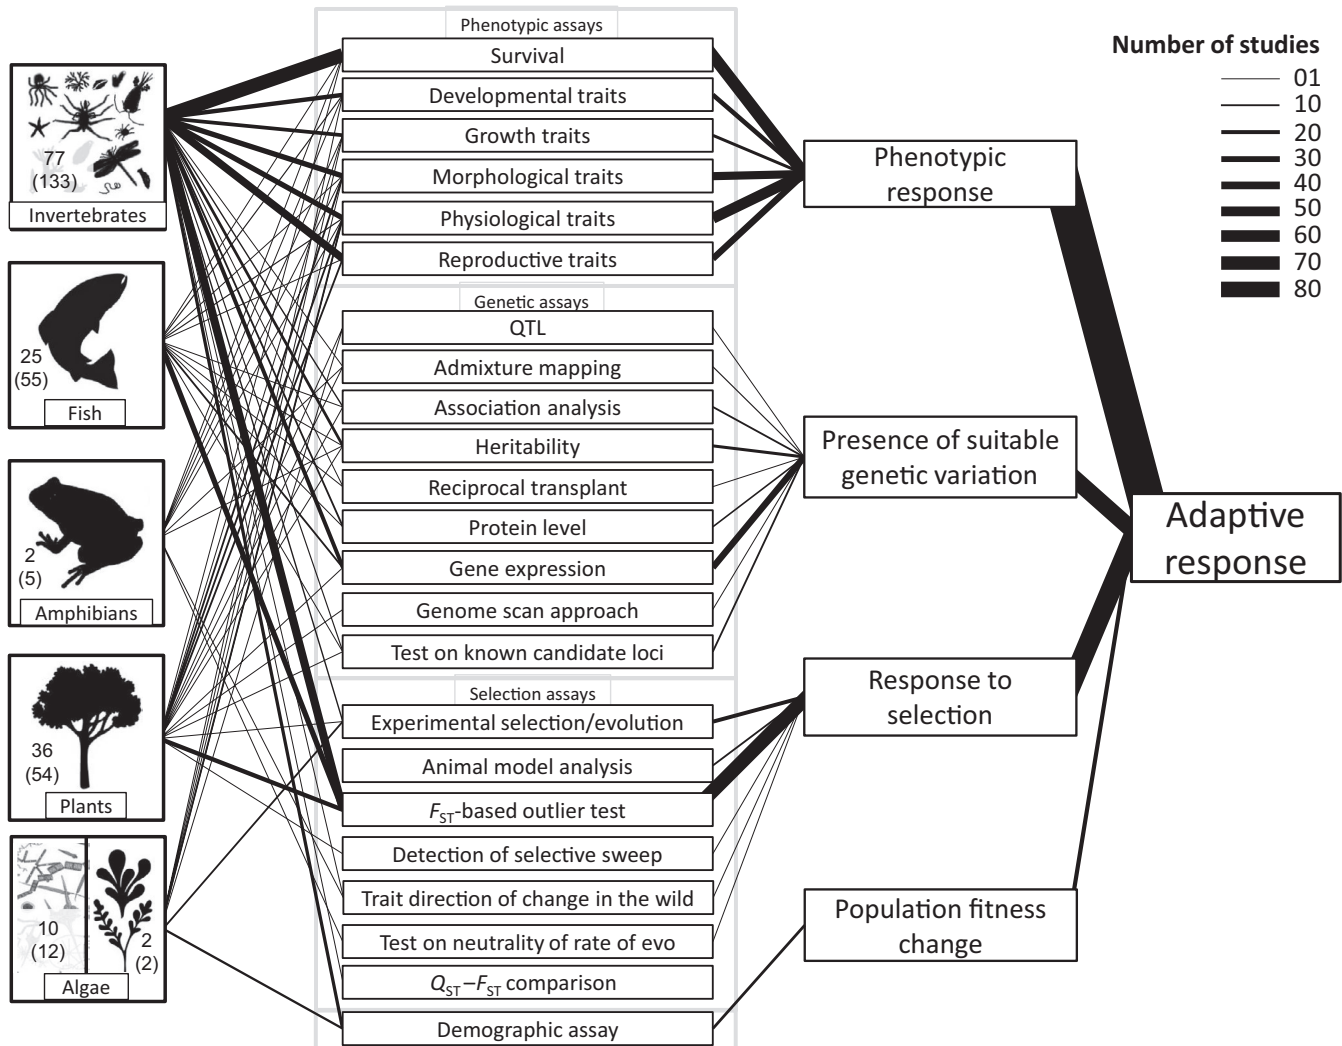 Phenotypic assays
Survival
Developmental traits
Growth traits
Morphological traits
Physiological traits
Reproductive traits
Genetic assays
QTL
Admixture mapping
Association analysis
Heritability
Reciprocal transplant
Protein level
Gene expression
Genome scan approach
Test on known candidate loci
Selection assays
Experimental selection/evolution
Animal model analysis
FST-based outlier test
Detection of selective sweep
Trait direction of change in the wild
Test on neutrality of rate of evo
QST–FST comparison
Demographic assay
77
(133)
Invertebrates
25
(55)
Fish
2
(5)
Amphibians
36
(54)
Plants
10
(12)
2
(2)
Algae
Phenotypic
response
Presence of suitable
genetic variation
Response to
selection
Population fitness
change
Adaptive
response
Number of studies
01
10
20
30
40
50
60
70
80